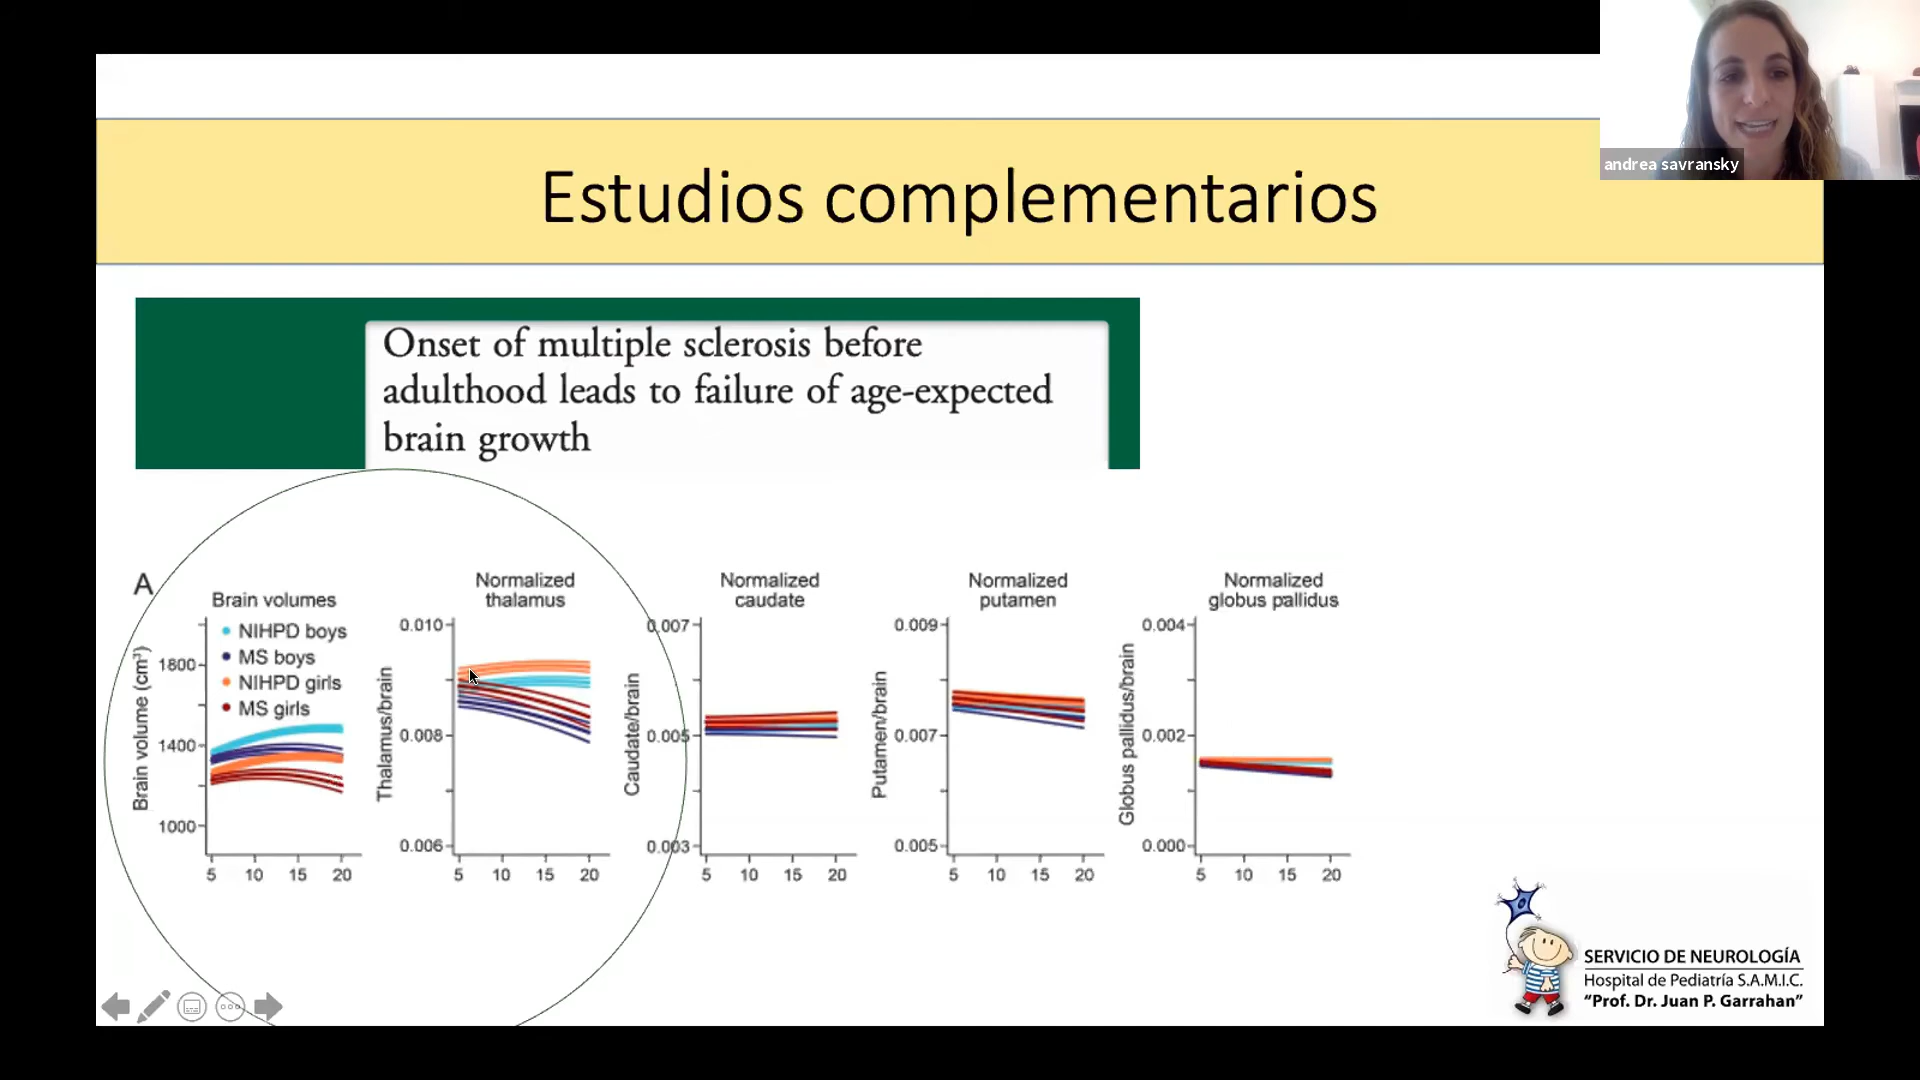 andrea savransky
Estudios complementarios
Onset of multiple sclerosis before
adulthood leads to failure of age-expected
brain growth
A
Brain volumes
NIHPD boys
MS boys
NIHPD girls
MS girls
Brain volume (cm³)
1800
1400
1000
5 10 15 20
Normalized
thalamus
Thalamus/brain
0.010
0.008
0.006
5 10 15 20
Normalized
caudate
Caudate/brain
0.007
0.005
0.003
5 10 15 20
Normalized
putamen
Putamen/brain
0.009
0.007
0.005
5 10 15 20
Normalized
globus pallidus
Globus pallidus/brain
0.004
0.002
0.000
5 10 15 20
SERVICIO DE NEUROLOGÍA
Hospital de Pediatría S.A.M.I.C.
“Prof. Dr. Juan P. Garrahan”